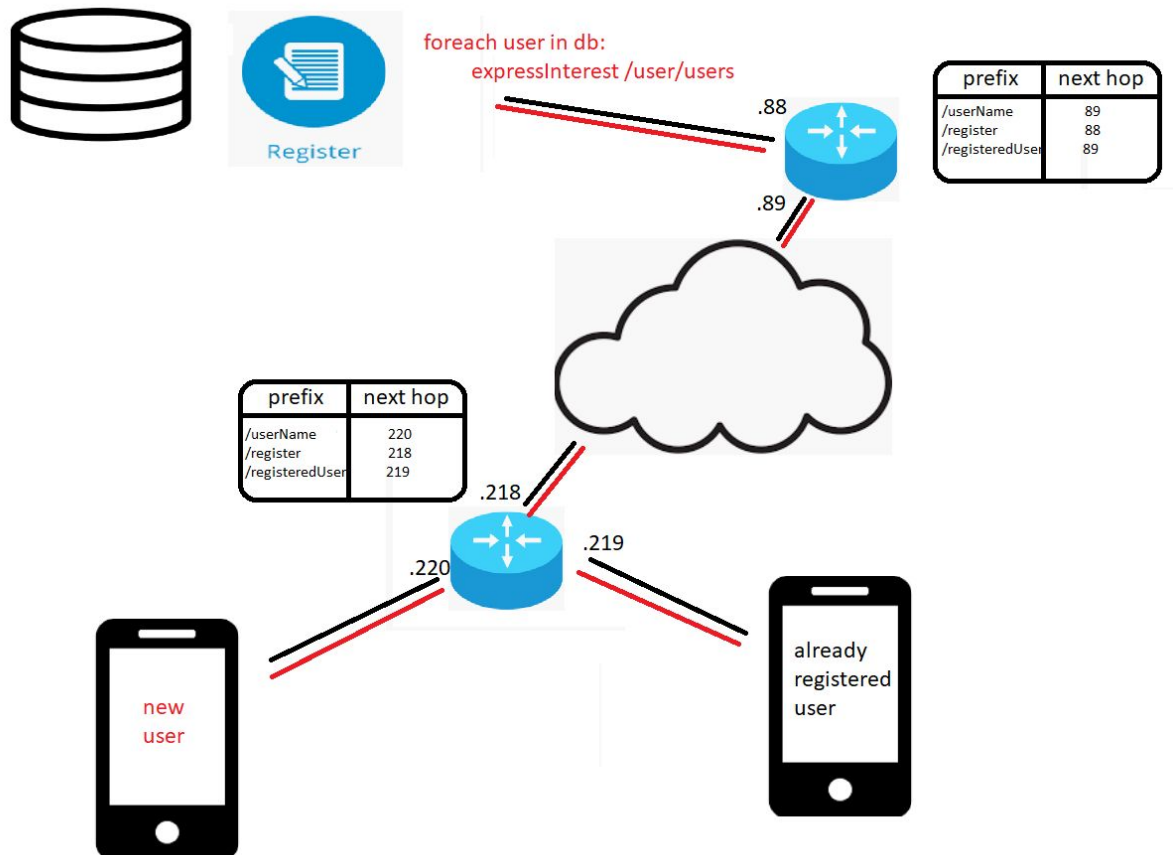 foreach user in db:
expressInterest /user/users
Register
.88
prefix next hop
/userName 89
/register 88
/registeredUser 89
.89
prefix next hop
/userName 220
/register 218
/registeredUser 219
.218
.219
.220
already
registered
user
new
user